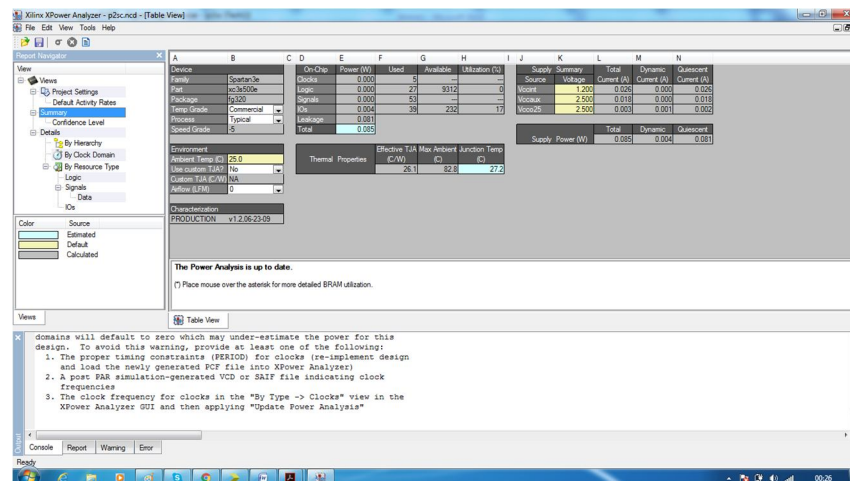 Xilinx XPower Analyzer - p2sc.ncd - [Table View]
File Edit View Tools Help
Report Navigator
View
Views
Project Settings
Default Activity Rates
Summary
Confidence Level
Details
By Hierarchy
By Clock Domain
By Resource Type
Logic
Signals
Data
IOs
Color Source
Estimated
Default
Calculated
Views
A B C D E F G H I J K L M N
Device
Family Spartan3e
Part xc3s500e
Package fg320
Temp Grade Commercial
Process Typical
Speed Grade -5
Environment
Ambient Temp (C) 25.0
Use custom TJA? No
Custom TJA (C/W) NA
Airflow (LFM) 0
Characterization
PRODUCTION v1.2,06-23-09
On-Chip Power (W) Used Available Utilization (%)
Clocks 0.000 5 --- ---
Logic 0.000 27 9312 0
Signals 0.000 53 --- ---
IOs 0.004 39 232 17
Leakage 0.081
Total 0.085
Effective TJA Max Ambient Junction Temp
Thermal Properties (C/W) (C) (C)
26.1 82.8 27.2
Supply Summary Total Dynamic Quiescent
Source Voltage Current (A) Current (A) Current (A)
Vccint 1.200 0.026 0.000 0.026
Vccaux 2.500 0.018 0.000 0.018
Vcco25 2.500 0.003 0.001 0.002
Total Dynamic Quiescent
Supply Power (W) 0.085 0.004 0.081
The Power Analysis is up to date.
(*) Place mouse over the asterisk for more detailed BRAM utilization.
Table View
domains will default to zero which may under-estimate the power for this
design. To avoid this warning, provide at least one of the following:
1. The proper timing constraints (PERIOD) for clocks (re-implement design
and load the newly generated PCF file into XPower Analyzer)
2. A post PAR simulation-generated VCD or SAIF file indicating clock
frequencies
3. The clock frequency for clocks in the "By Type -> Clocks" view in the
XPower Analyzer GUI and then applying "Update Power Analysis"
Output
Console Report Warning Error
Ready
00:26